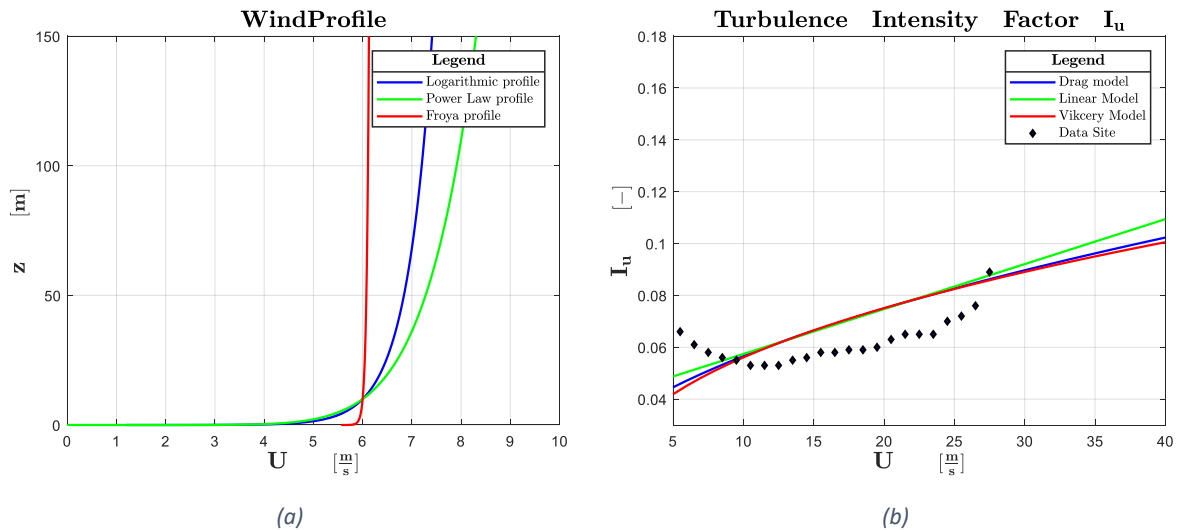 WindProfile
150
100
50
0
z [m]
0 1 2 3 4 5 6 7 8 9 10
U [m/s]
Legend
Logarithmic profile
Power Law profile
Froya profile
(a)
Turbulence Intensity Factor I_u
0.18
0.16
0.14
0.12
0.1
0.08
0.06
0.04
I_u [−]
5 10 15 20 25 30 35 40
U [m/s]
Legend
Drag model
Linear Model
Vikcery Model
Data Site
(b)